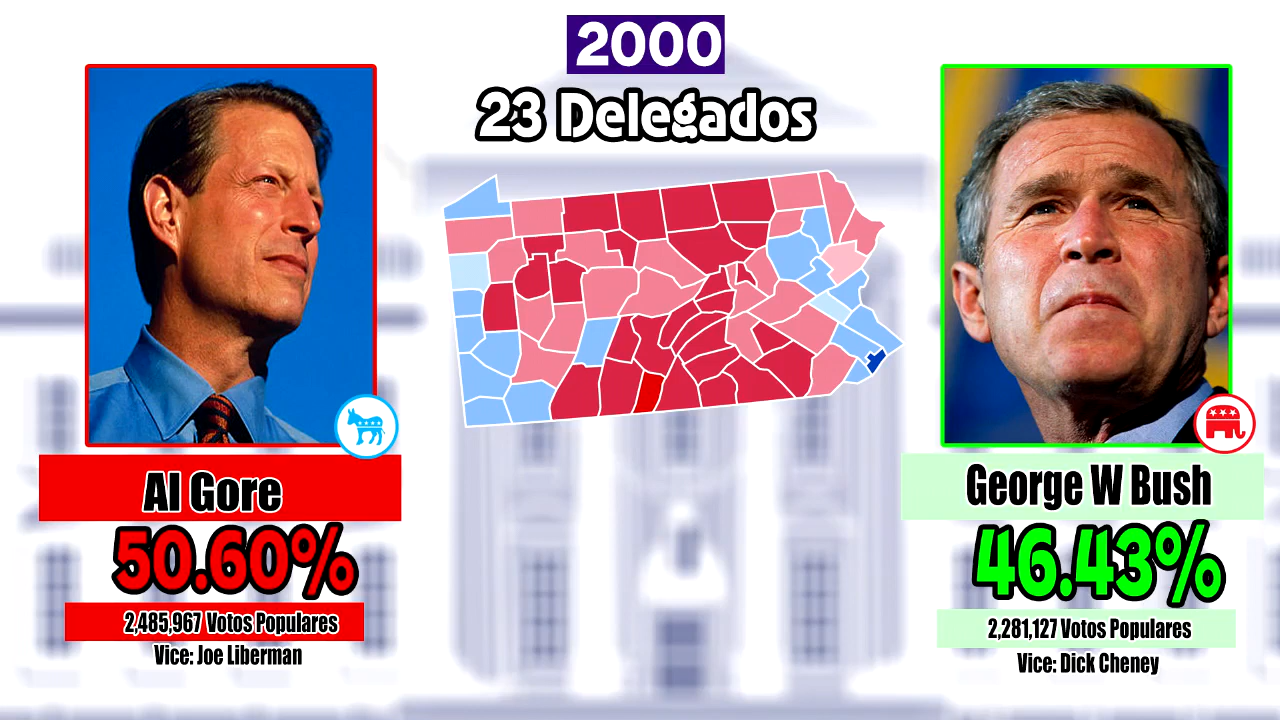 2000
23 Delegados
Al Gore
50.60%
2,485,967 Votos Populares
Vice: Joe Liberman
George W Bush
46.43%
2,281,127 Votos Populares
Vice: Dick Cheney